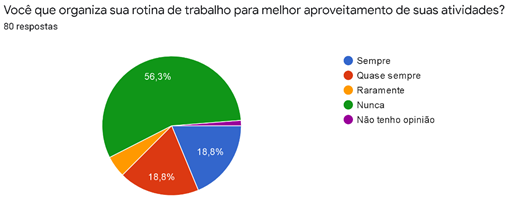 Você que organiza sua rotina de trabalho para melhor aproveitamento de suas atividades?
80 respostas
56,3%
18,8%
18,8%
Sempre
Quase sempre
Raramente
Nunca
Não tenho opinião